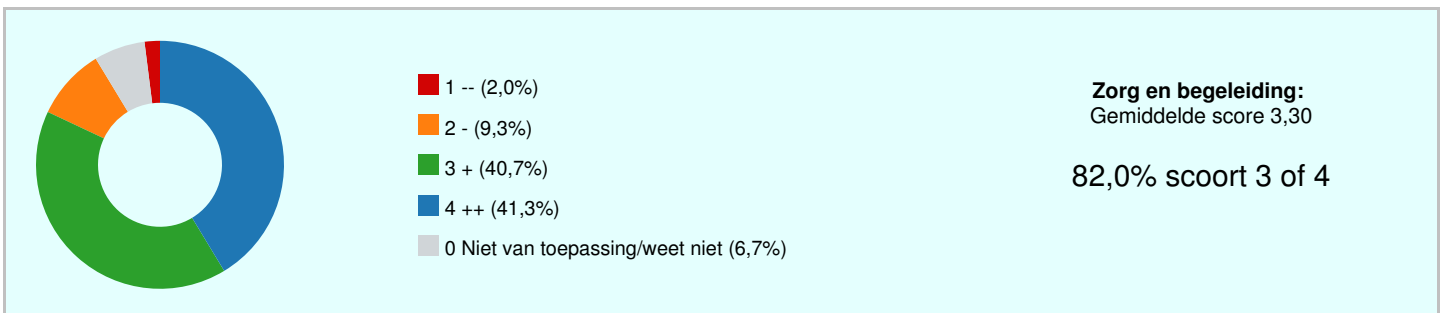 1 -- (2,0%)
2 - (9,3%)
3 + (40,7%)
4 ++ (41,3%)
0 Niet van toepassing/weet niet (6,7%)
Zorg en begeleiding:
Gemiddelde score 3,30
82,0% scoort 3 of 4